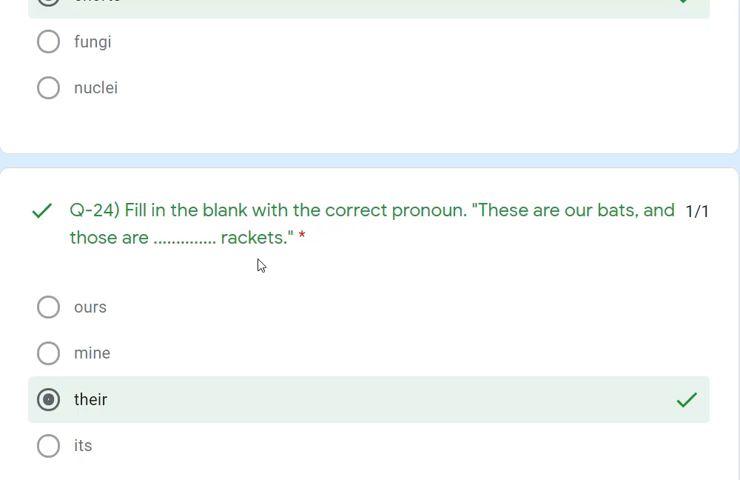 fungi
nuclei
Q-24) Fill in the blank with the correct pronoun. "These are our bats, and 1/1
those are .............. rackets." *
ours
mine
their
its